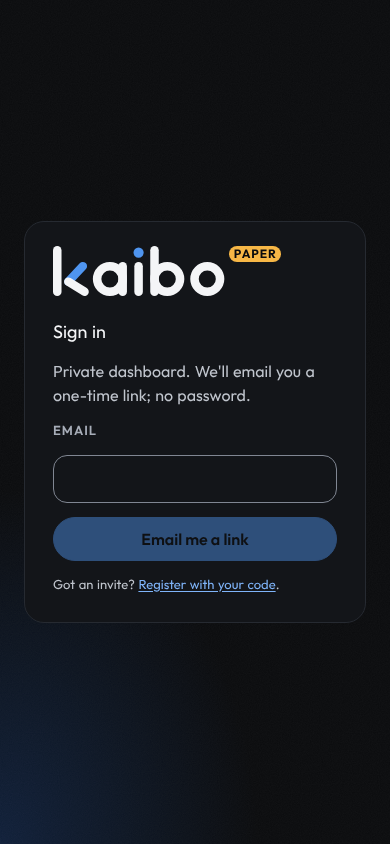 kaibo PAPER
Sign in
Private dashboard. We'll email you a
one-time link; no password.
EMAIL
Email me a link
Got an invite? Register with your code.